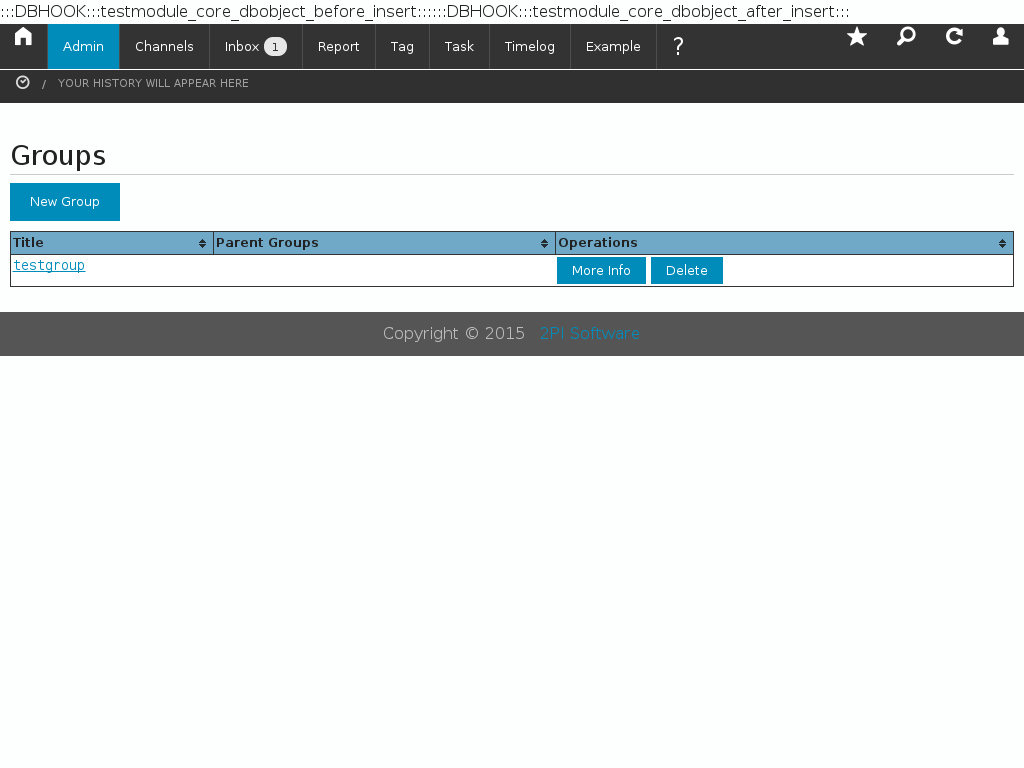 :::DBHOOK:::testmodule_core_dbobject_before_insert::::::DBHOOK:::testmodule_core_dbobject_after_insert:::
Admin Channels Inbox 1 Report Tag Task Timelog Example ?
/ YOUR HISTORY WILL APPEAR HERE
Groups
New Group
Title Parent Groups Operations
testgroup More Info Delete
Copyright © 2015 2PI Software